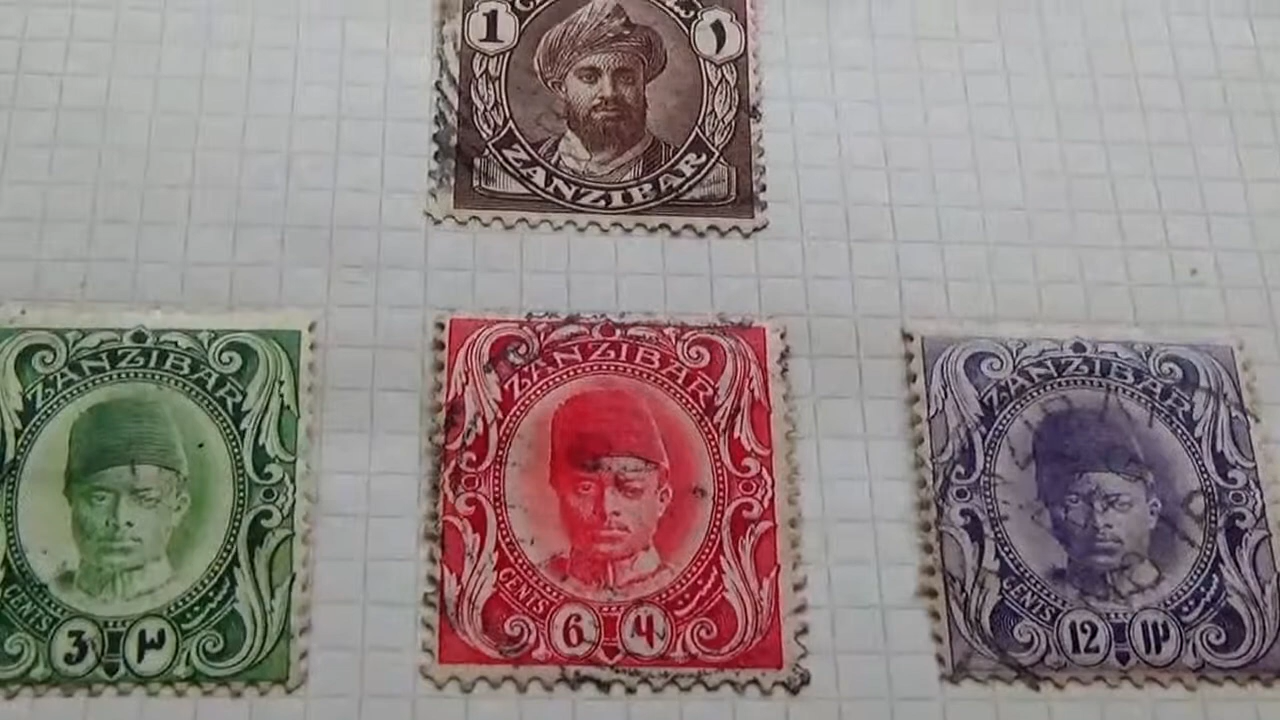 1 ١
ZANZIBAR
ZANZIBAR
CENTS
3 ٣
ZANZIBAR
CENTS
6 ٦
ZANZIBAR
CENTS
12 ١٢